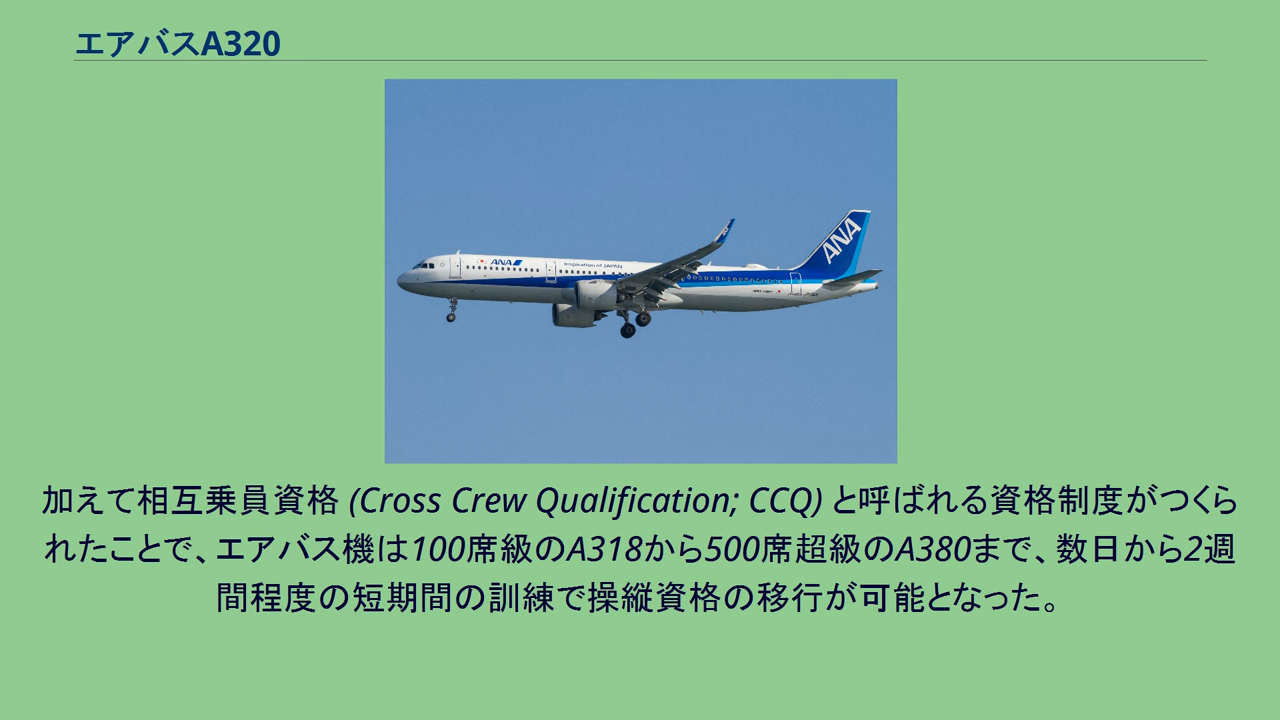 エアバスA320
ANA
Inspiration of JAPAN
ANA
加えて相互乗員資格 (Cross Crew Qualification; CCQ) と呼ばれる資格制度がつくら
れたことで、エアバス機は100席級のA318から500席超級のA380まで、数日から2週
間程度の短期間の訓練で操縦資格の移行が可能となった。